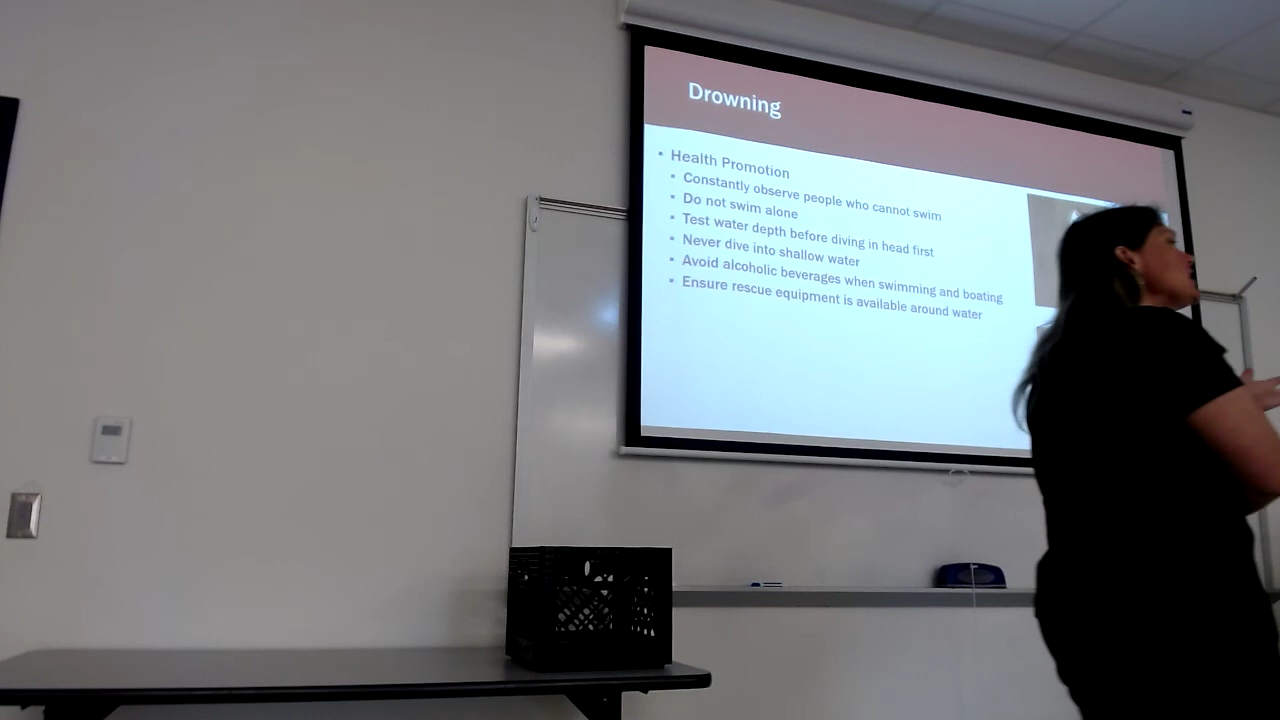 Drowning
▪ Health Promotion
▪ Constantly observe people who cannot swim
▪ Do not swim alone
▪ Test water depth before diving in head first
▪ Never dive into shallow water
▪ Avoid alcoholic beverages when swimming and boating
▪ Ensure rescue equipment is available around water